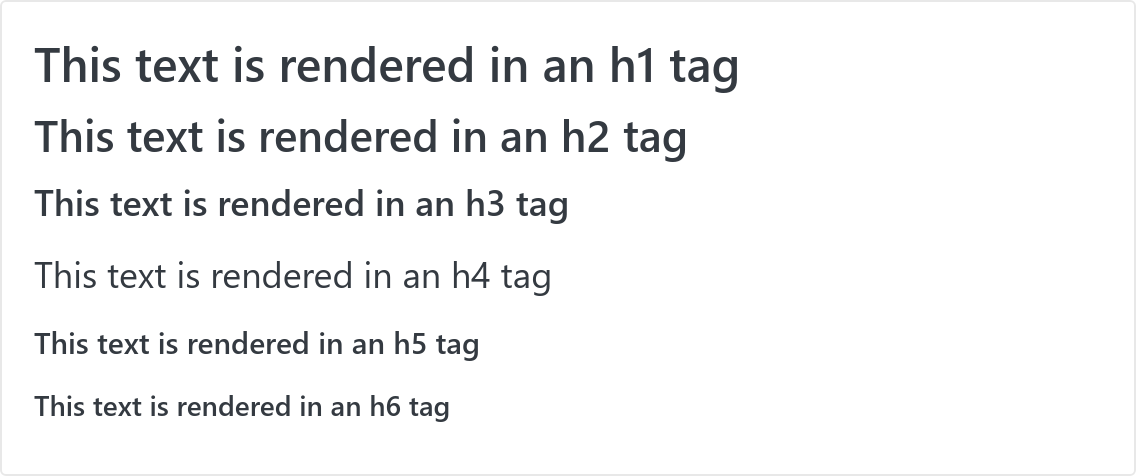 This text is rendered in an h1 tag
This text is rendered in an h2 tag
This text is rendered in an h3 tag
This text is rendered in an h4 tag
This text is rendered in an h5 tag
This text is rendered in an h6 tag